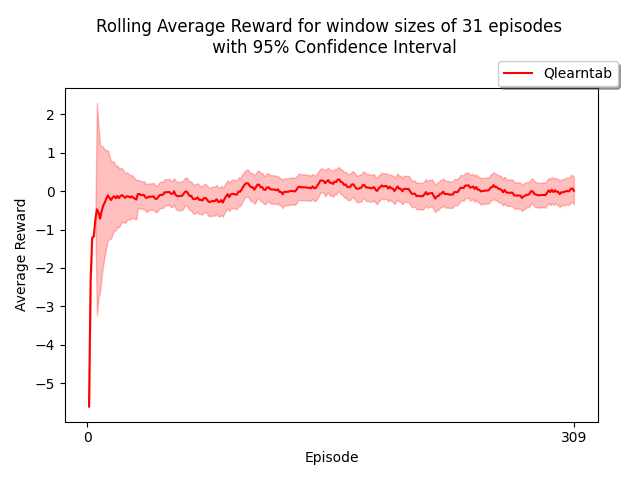 Rolling Average Reward for window sizes of 31 episodes
with 95% Confidence Interval
Qlearntab
2
1
0
−1
−2
−3
−4
−5
Average Reward
0
309
Episode